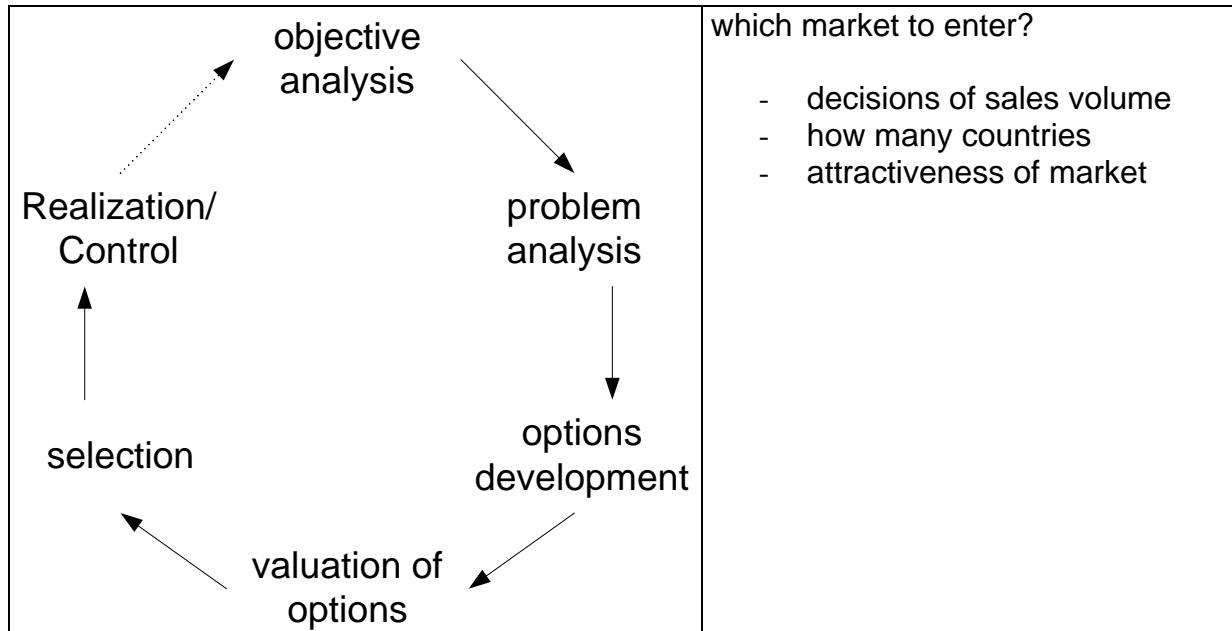 objective
analysis
problem
analysis
options
development
valuation of
options
selection
Realization/
Control
which market to enter?
- decisions of sales volume
- how many countries
- attractiveness of market